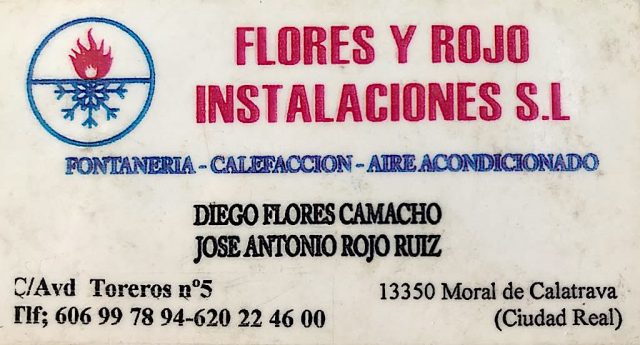 FLORES Y ROJO
INSTALACIONES S.L
FONTANERIA - CALEFACCION - AIRE ACONDICIONADO
DIEGO FLORES CAMACHO
JOSE ANTONIO ROJO RUIZ
C/Avd Toreros nº5
Tlf; 606 99 78 94-620 22 46 00
13350 Moral de Calatrava
(Ciudad Real)